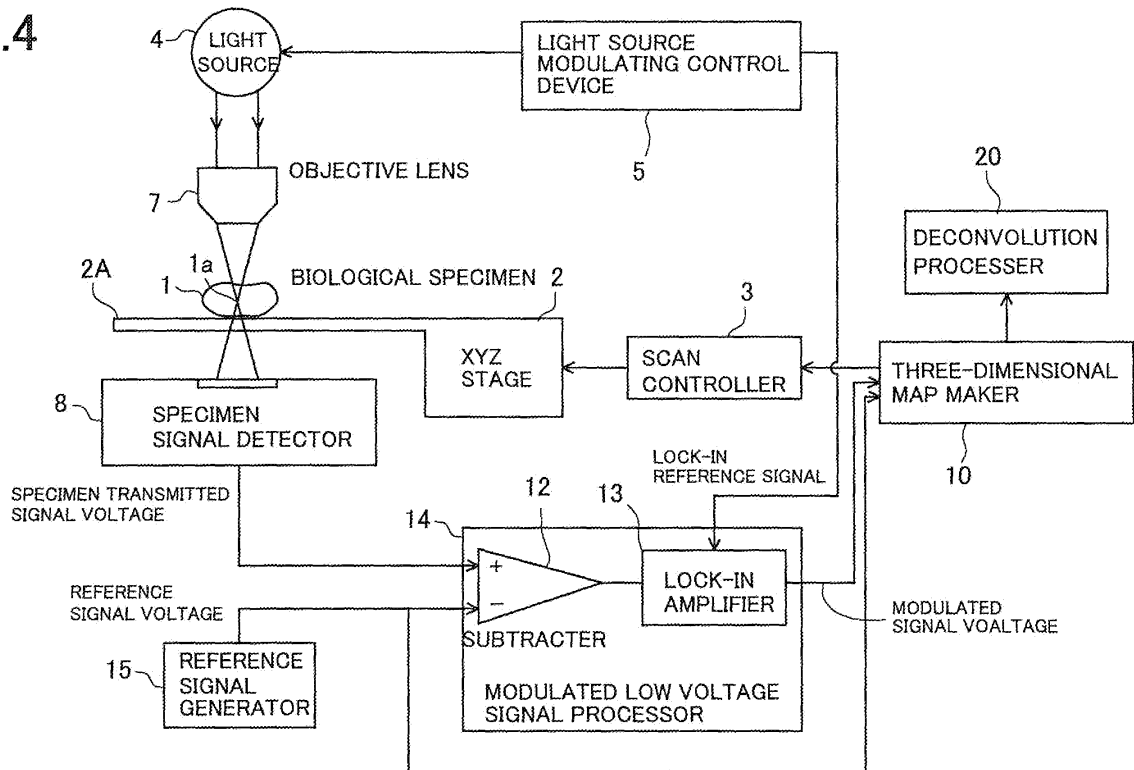 .4
4
LIGHT
SOURCE
LIGHT SOURCE
MODULATING CONTROL
DEVICE
5
OBJECTIVE LENS
7
20
DECONVOLUTION
PROCESSER
2A
1
1a
BIOLOGICAL SPECIMEN
2
XYZ
STAGE
3
SCAN
CONTROLLER
THREE-DIMENSIONAL
MAP MAKER
10
8
SPECIMEN
SIGNAL DETECTOR
SPECIMEN TRANSMITTED
SIGNAL VOLTAGE
LOCK-IN
REFERENCE SIGNAL
14
12
13
+
−
SUBTRACTER
LOCK-IN
AMPLIFIER
MODULATED
SIGNAL VOALTAGE
REFERENCE
SIGNAL VOLTAGE
15
REFERENCE
SIGNAL
GENERATOR
MODULATED LOW VOLTAGE
SIGNAL PROCESSOR